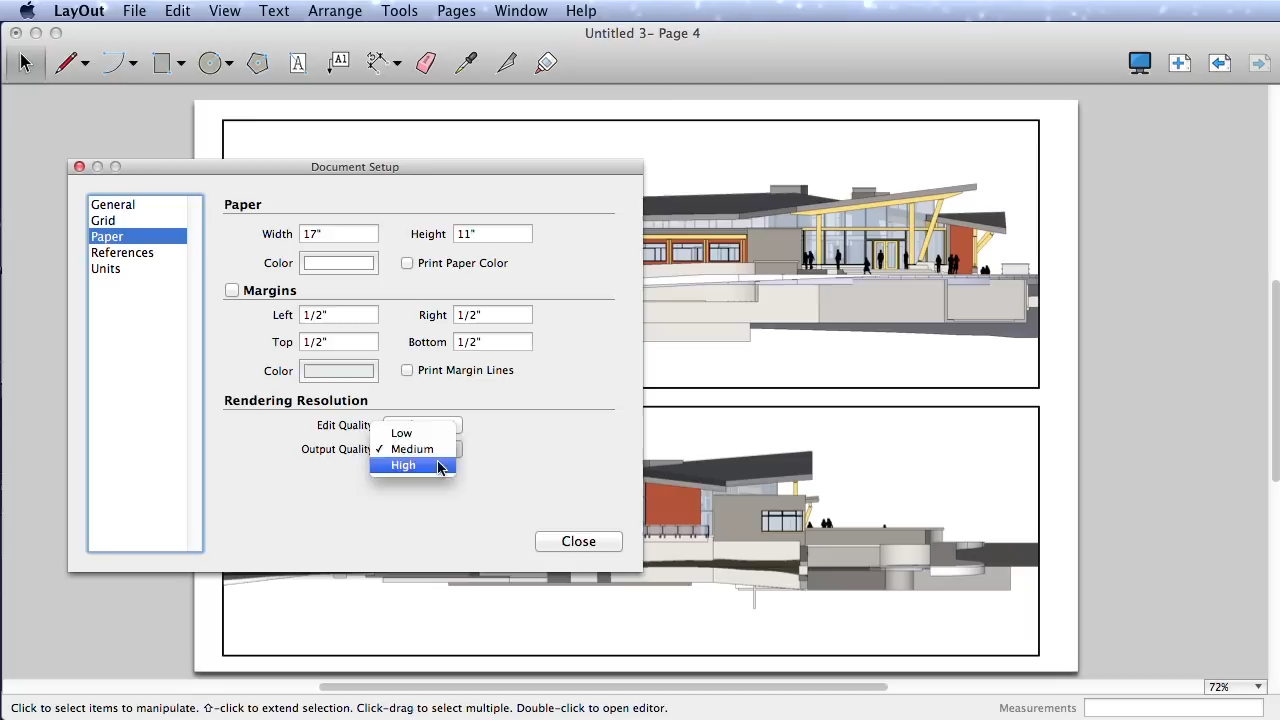 LayOut File Edit View Text Arrange Tools Pages Window Help
Untitled 3- Page 4
A A1
Document Setup
General
Grid
Paper
References
Units
Paper
Width 17" Height 11"
Color Print Paper Color
Margins
Left 1/2" Right 1/2"
Top 1/2" Bottom 1/2"
Color Print Margin Lines
Rendering Resolution
Edit Quality
Low
Output Quality ✓ Medium
High
Close
72%
Click to select items to manipulate. ⇧-click to extend selection. Click-drag to select multiple. Double-click to open editor. Measurements